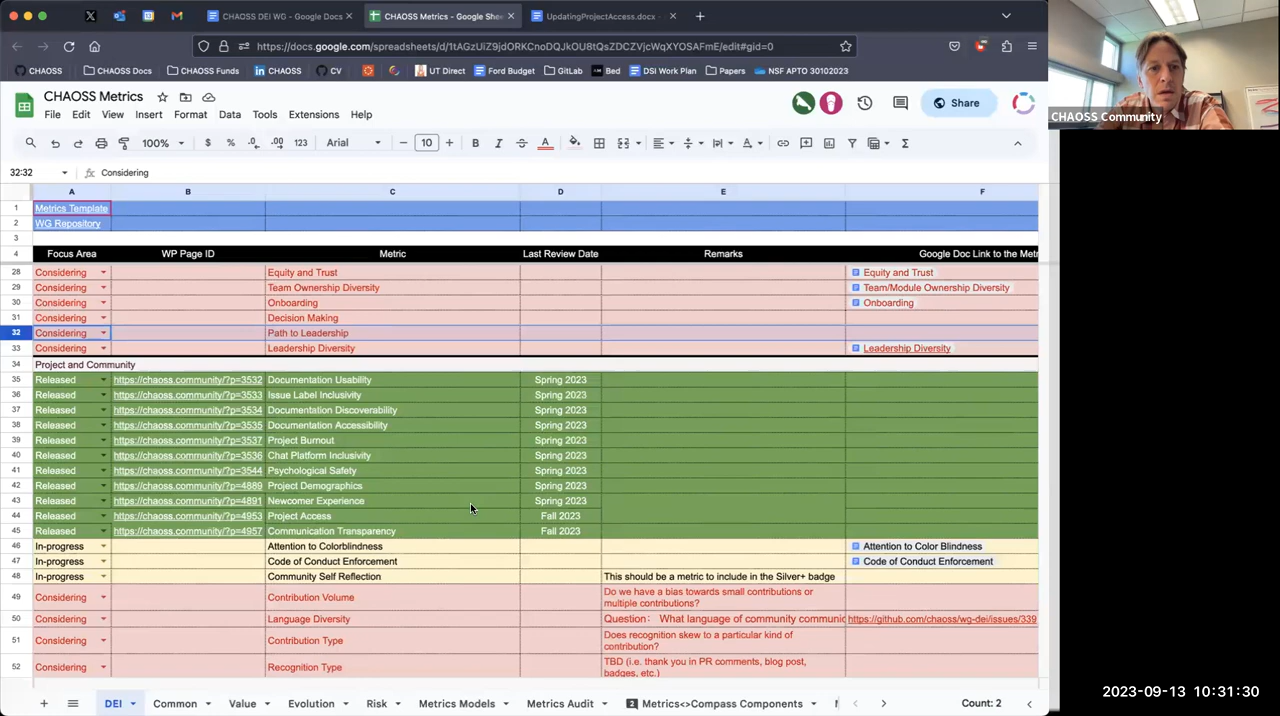 CHAOSS DEI WG - Google Docs
CHAOSS Metrics - Google She
UpdatingProjectAccess.docx
https://docs.google.com/spreadsheets/d/1tAGzUiZ9jdORKCnoDQJkOU8tQsZDCZVjcWqXYOSAFmE/edit#gid=0
CHAOSS CHAOSS Docs CHAOSS Funds CHAOSS CV UT Direct Ford Budget GitLab Bed DSI Work Plan Papers NSF APTO 30102023
CHAOSS Metrics
File Edit View Insert Format Data Tools Extensions Help
Share
100% $ % .0 .00 123 Arial 10 B I A
32:32 fx Considering
A B C D E F
1 Metrics Template
2 WG Repository
3
4 Focus Area WP Page ID Metric Last Review Date Remarks Google Doc Link to the Metr
28 Considering Equity and Trust Equity and Trust
29 Considering Team Ownership Diversity Team/Module Ownership Diversity
30 Considering Onboarding Onboarding
31 Considering Decision Making
32 Considering Path to Leadership
33 Considering Leadership Diversity Leadership Diversity
34 Project and Community
35 Released https://chaoss.community/?p=3532 Documentation Usability Spring 2023
36 Released https://chaoss.community/?p=3533 Issue Label Inclusivity Spring 2023
37 Released https://chaoss.community/?p=3534 Documentation Discoverability Spring 2023
38 Released https://chaoss.community/?p=3535 Documentation Accessibility Spring 2023
39 Released https://chaoss.community/?p=3537 Project Burnout Spring 2023
40 Released https://chaoss.community/?p=3536 Chat Platform Inclusivity Spring 2023
41 Released https://chaoss.community/?p=3544 Psychological Safety Spring 2023
42 Released https://chaoss.community/?p=4889 Project Demographics Spring 2023
43 Released https://chaoss.community/?p=4891 Newcomer Experience Spring 2023
44 Released https://chaoss.community/?p=4953 Project Access Fall 2023
45 Released https://chaoss.community/?p=4957 Communication Transparency Fall 2023
46 In-progress Attention to Colorblindness Attention to Color Blindness
47 In-progress Code of Conduct Enforcement Code of Conduct Enforcement
48 In-progress Community Self Reflection This should be a metric to include in the Silver+ badge
49 Considering Contribution Volume Do we have a bias towards small contributions or
multiple contributions?
50 Considering Language Diversity Question: What language of community communic https://github.com/chaoss/wg-dei/issues/339
51 Considering Contribution Type Does recognition skew to a particular kind of
contribution?
52 Considering Recognition Type TBD (i.e. thank you in PR comments, blog post,
badges, etc.)
DEI Common Value Evolution Risk Metrics Models Metrics Audit 2 Metrics<>Compass Components Count: 2
CHAOSS Community
2023-09-13 10:31:30